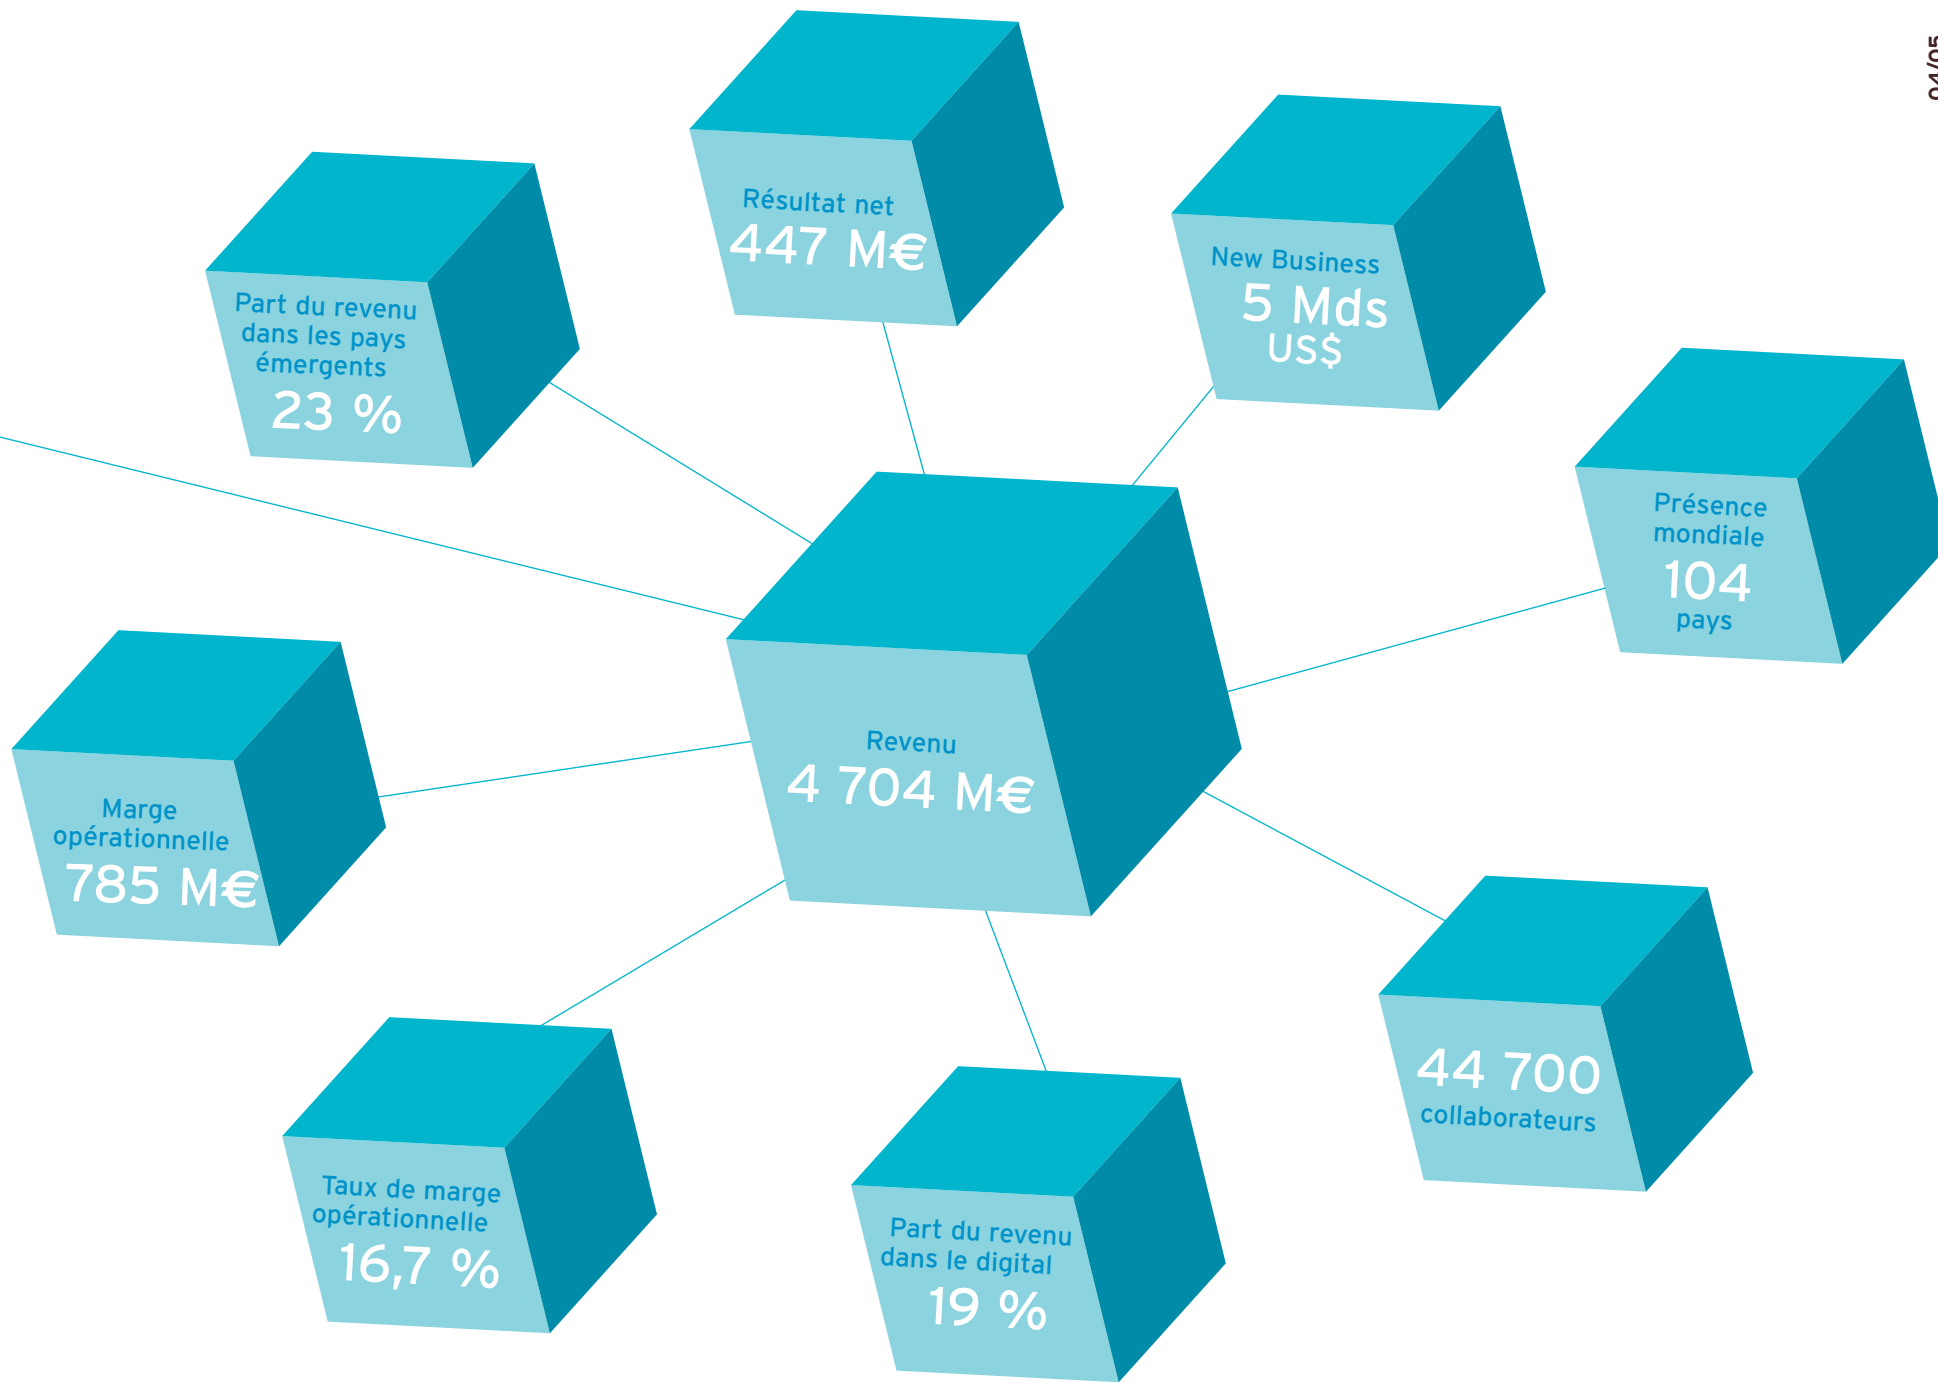 04/05
Résultat net
447 M€
New Business
5 Mds
US$
Part du revenu
dans les pays
émergents
23 %
Présence
mondiale
104
pays
Revenu
4 704 M€
Marge
opérationnelle
785 M€
44 700
collaborateurs
Taux de marge
opérationnelle
16,7 %
Part du revenu
dans le digital
19 %